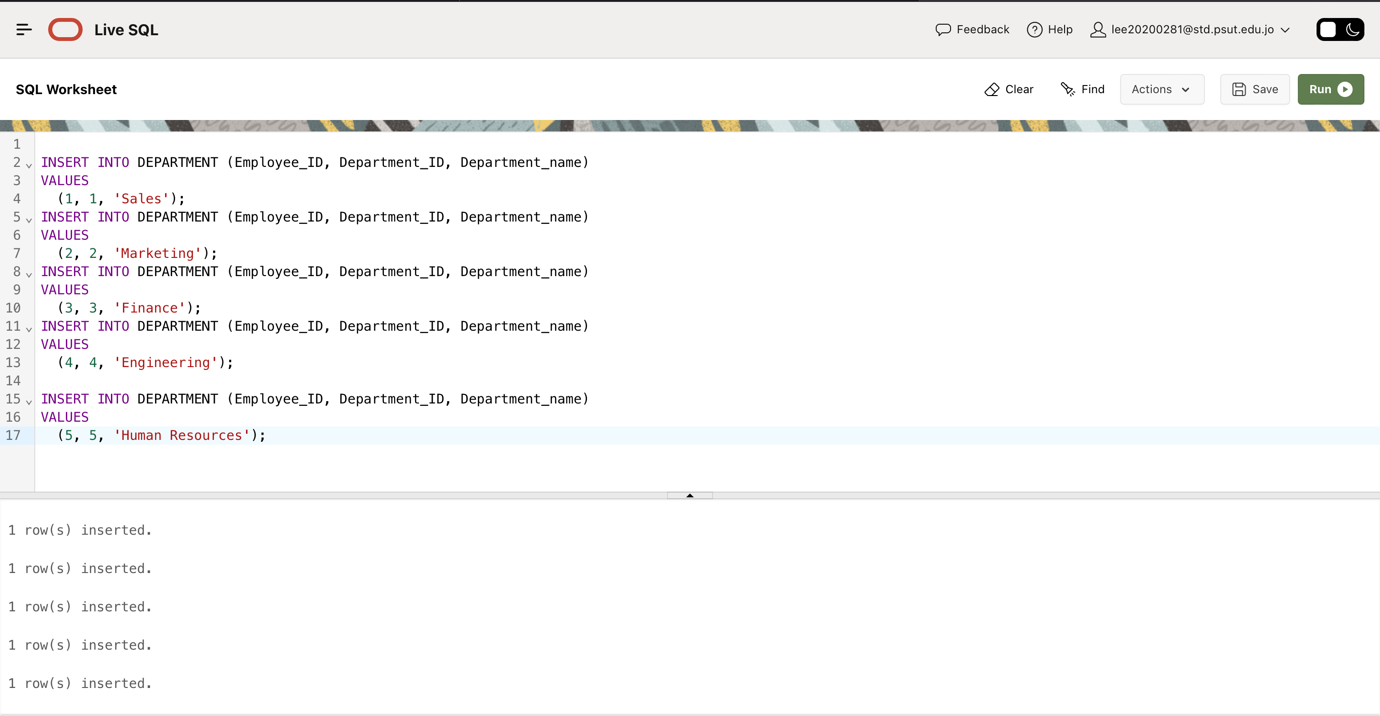 Live SQL
Feedback Help lee20200281@std.psut.edu.jo
SQL Worksheet
Clear Find Actions Save Run
1
2 INSERT INTO DEPARTMENT (Employee_ID, Department_ID, Department_name)
3 VALUES
4   (1, 1, 'Sales');
5 INSERT INTO DEPARTMENT (Employee_ID, Department_ID, Department_name)
6 VALUES
7   (2, 2, 'Marketing');
8 INSERT INTO DEPARTMENT (Employee_ID, Department_ID, Department_name)
9 VALUES
10   (3, 3, 'Finance');
11 INSERT INTO DEPARTMENT (Employee_ID, Department_ID, Department_name)
12 VALUES
13   (4, 4, 'Engineering');
14
15 INSERT INTO DEPARTMENT (Employee_ID, Department_ID, Department_name)
16 VALUES
17   (5, 5, 'Human Resources');
1 row(s) inserted.
1 row(s) inserted.
1 row(s) inserted.
1 row(s) inserted.
1 row(s) inserted.